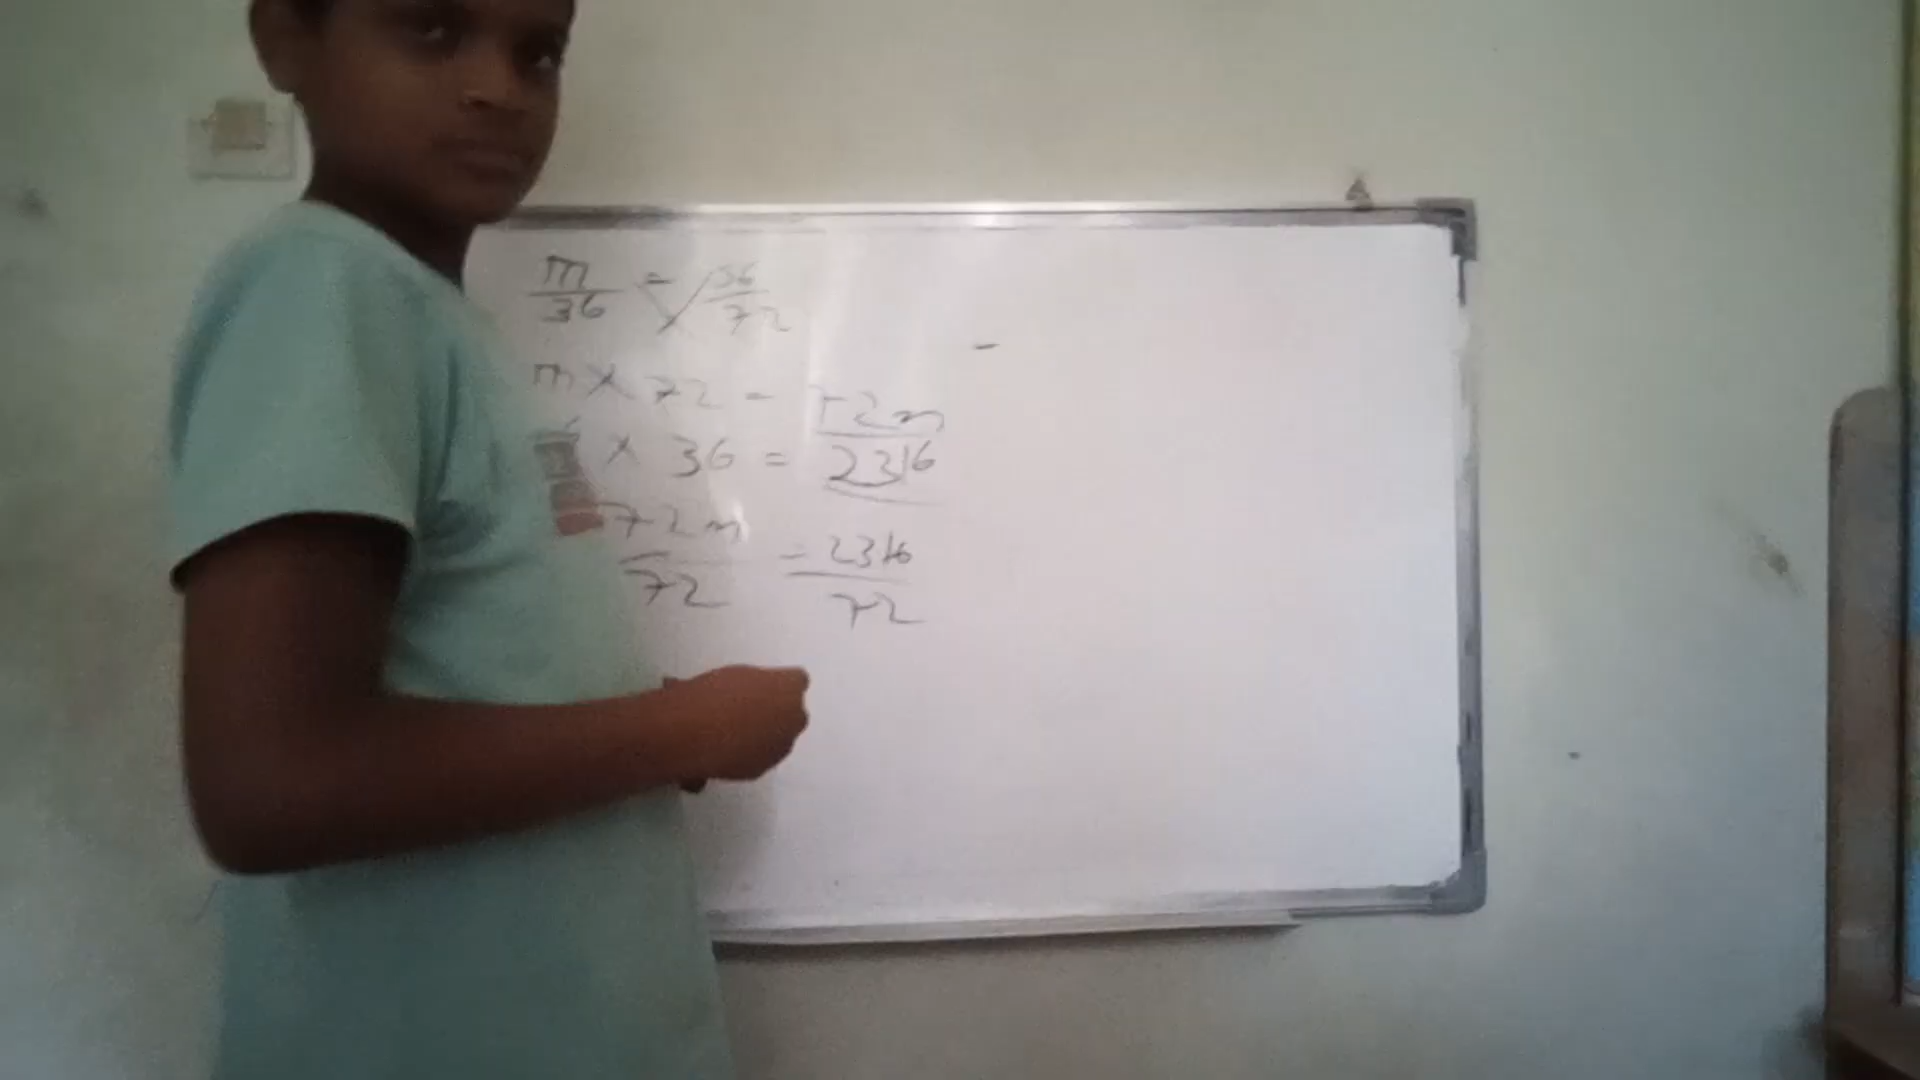 m/36 = 36/72
m × 72 = 72m
× 36 = 2316
72m/72 = 2316/72